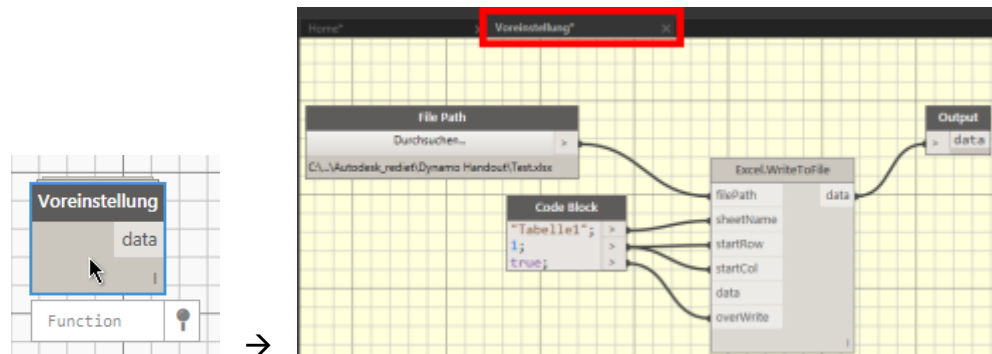 Voreinstellung
data
l
Function
→
Home*
Voreinstellung*
File Path
Durchsuchen...
>
C:\...\Autodesk_redief\Dynamo Handout\Test.xlsx
Code Block
"Tabelle1"; >
1; >
true; >
Excel.WriteToFile
filePath data
sheetName
startRow
startCol
data
overWrite
l
Output
> data